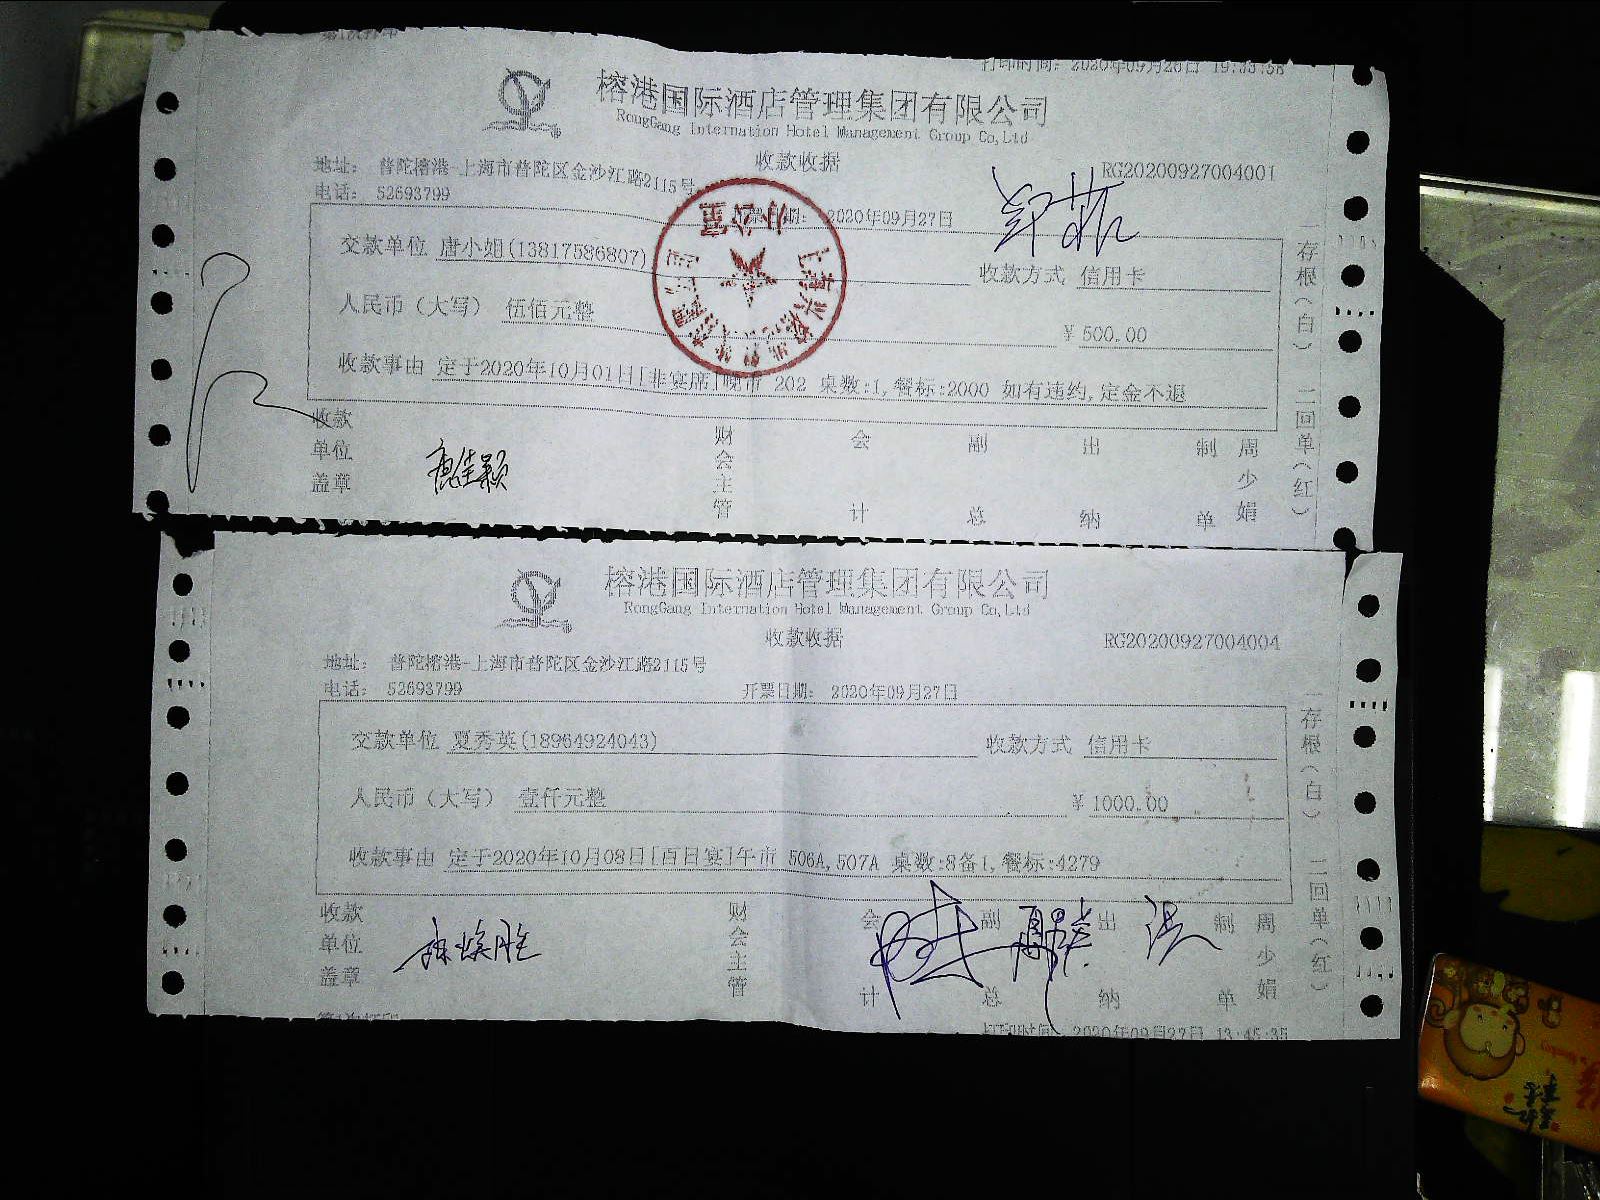 打印时间: 2020年09月26日 19:33:58
榕港国际酒店管理集团有限公司
RongGang Internation Hotel Management Group Co,Ltd
收款收据
RG20200927004001
地址: 普陀榕港-上海市普陀区金沙江路2115号
电话: 52693799
开票日期: 2020年09月27日
交款单位 唐小姐(13817586807)
收款方式 信用卡
人民币（大写） 伍佰元整
￥500.00
收款事由 定于2020年10月01日[非宴席]晚市 202 桌数:1,餐标:2000 如有违约,定金不退
收款单位盖章
唐佳颖
财会主管
会计
副总
出纳
制单
周少娟
一存根（白） 二回单（红）
办公室
榕港国际酒店管理集团有限公司
RongGang Internation Hotel Management Group Co,Ltd
收款收据
RG20200927004004
地址: 普陀榕港-上海市普陀区金沙江路2115号
电话: 52693799
开票日期: 2020年09月27日
交款单位 夏秀英(18964924043)
收款方式 信用卡
人民币（大写） 壹仟元整
￥1000.00
收款事由 定于2020年10月08日[百日宴]午市 506A,507A 桌数:8备1,餐标:4279
收款单位盖章
财会主管
会计
副总
出纳
制单
周少娟
一存根（白） 二回单（红）
打印时间: 2020年09月27日 13:45:35